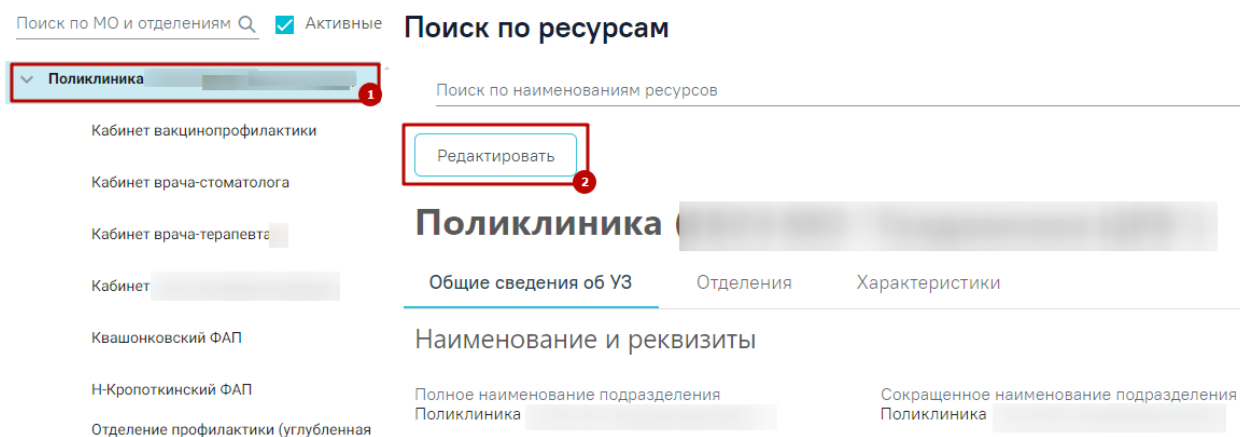 Поиск по МО и отделениям
Активные
Поликлиника
1
Кабинет вакцинопрофилактики
Кабинет врача-стоматолога
Кабинет врача-терапевта
Кабинет
Квашонковский ФАП
Н-Кропоткинский ФАП
Отделение профилактики (углубленная
Поиск по ресурсам
Поиск по наименованиям ресурсов
Редактировать
2
Поликлиника (
Общие сведения об УЗ
Отделения
Характеристики
Наименование и реквизиты
Полное наименование подразделения
Поликлиника
Сокращенное наименование подразделения
Поликлиника